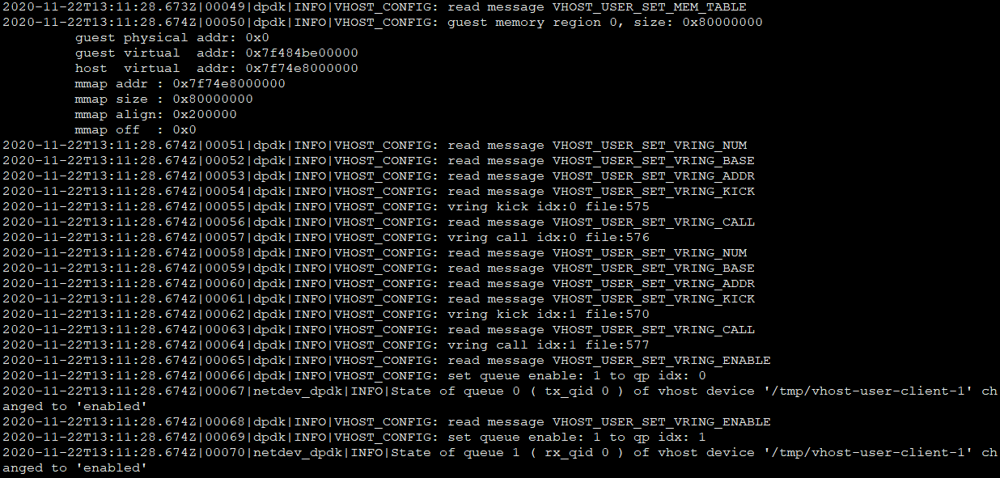 2020-11-22T13:11:28.673Z|00049|dpdk|INFO|VHOST_CONFIG: read message VHOST_USER_SET_MEM_TABLE
2020-11-22T13:11:28.674Z|00050|dpdk|INFO|VHOST_CONFIG: guest memory region 0, size: 0x80000000
         guest physical addr: 0x0
         guest virtual  addr: 0x7f484be00000
         host  virtual  addr: 0x7f74e8000000
         mmap addr : 0x7f74e8000000
         mmap size : 0x80000000
         mmap align: 0x200000
         mmap off  : 0x0
2020-11-22T13:11:28.674Z|00051|dpdk|INFO|VHOST_CONFIG: read message VHOST_USER_SET_VRING_NUM
2020-11-22T13:11:28.674Z|00052|dpdk|INFO|VHOST_CONFIG: read message VHOST_USER_SET_VRING_BASE
2020-11-22T13:11:28.674Z|00053|dpdk|INFO|VHOST_CONFIG: read message VHOST_USER_SET_VRING_ADDR
2020-11-22T13:11:28.674Z|00054|dpdk|INFO|VHOST_CONFIG: read message VHOST_USER_SET_VRING_KICK
2020-11-22T13:11:28.674Z|00055|dpdk|INFO|VHOST_CONFIG: vring kick idx:0 file:575
2020-11-22T13:11:28.674Z|00056|dpdk|INFO|VHOST_CONFIG: read message VHOST_USER_SET_VRING_CALL
2020-11-22T13:11:28.674Z|00057|dpdk|INFO|VHOST_CONFIG: vring call idx:0 file:576
2020-11-22T13:11:28.674Z|00058|dpdk|INFO|VHOST_CONFIG: read message VHOST_USER_SET_VRING_NUM
2020-11-22T13:11:28.674Z|00059|dpdk|INFO|VHOST_CONFIG: read message VHOST_USER_SET_VRING_BASE
2020-11-22T13:11:28.674Z|00060|dpdk|INFO|VHOST_CONFIG: read message VHOST_USER_SET_VRING_ADDR
2020-11-22T13:11:28.674Z|00061|dpdk|INFO|VHOST_CONFIG: read message VHOST_USER_SET_VRING_KICK
2020-11-22T13:11:28.674Z|00062|dpdk|INFO|VHOST_CONFIG: vring kick idx:1 file:570
2020-11-22T13:11:28.674Z|00063|dpdk|INFO|VHOST_CONFIG: read message VHOST_USER_SET_VRING_CALL
2020-11-22T13:11:28.674Z|00064|dpdk|INFO|VHOST_CONFIG: vring call idx:1 file:577
2020-11-22T13:11:28.674Z|00065|dpdk|INFO|VHOST_CONFIG: read message VHOST_USER_SET_VRING_ENABLE
2020-11-22T13:11:28.674Z|00066|dpdk|INFO|VHOST_CONFIG: set queue enable: 1 to qp idx: 0
2020-11-22T13:11:28.674Z|00067|netdev_dpdk|INFO|State of queue 0 ( tx_qid 0 ) of vhost device '/tmp/vhost-user-client-1' ch
anged to 'enabled'
2020-11-22T13:11:28.674Z|00068|dpdk|INFO|VHOST_CONFIG: read message VHOST_USER_SET_VRING_ENABLE
2020-11-22T13:11:28.674Z|00069|dpdk|INFO|VHOST_CONFIG: set queue enable: 1 to qp idx: 1
2020-11-22T13:11:28.674Z|00070|netdev_dpdk|INFO|State of queue 1 ( rx_qid 0 ) of vhost device '/tmp/vhost-user-client-1' ch
anged to 'enabled'